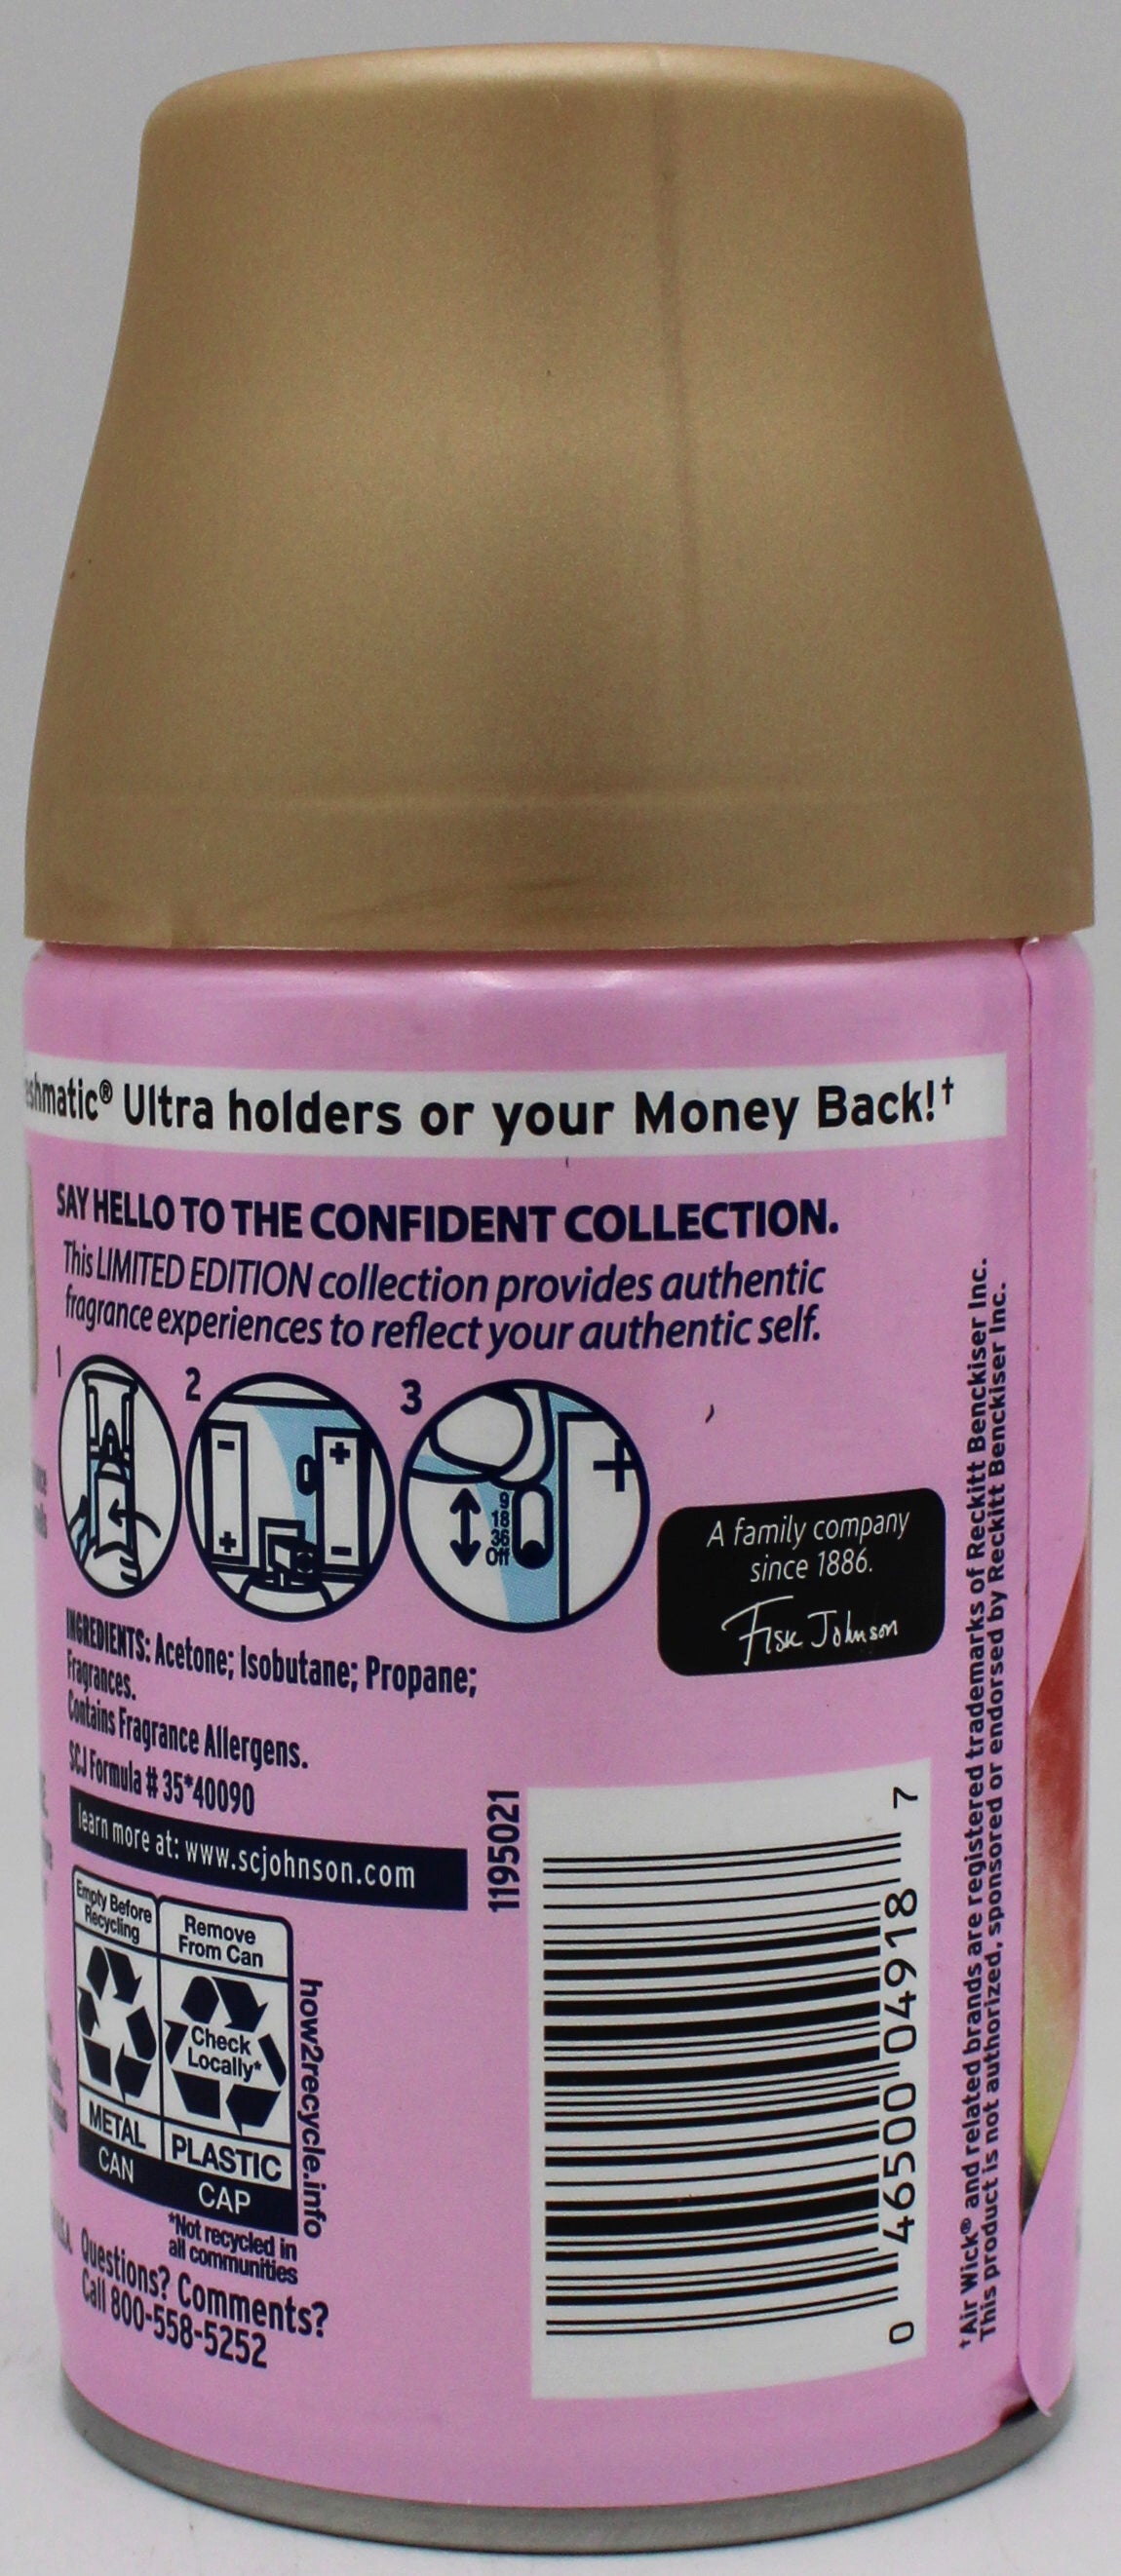 Ultra holders or your Money Back!†
SAY HELLO TO THE CONFIDENT COLLECTION.
This LIMITED EDITION collection provides authentic
fragrance experiences to reflect your authentic self.
1
2
3
9
18
36
Off
A family company
since 1886.
Fisk Johnson
INGREDIENTS: Acetone; Isobutane; Propane;
Fragrances.
Contains Fragrance Allergens.
SCJ Formula # 35*40090
learn more at: www.scjohnson.com
1195021
Empty Before
Recycling
Remove
From Can
Check
Locally*
METAL
PLASTIC
CAN
CAP
how2recycle.info
*Not recycled in
all communities
Questions? Comments?
Call 800-558-5252
0 46500 04918 7
†Air Wick® and related brands are registered trademarks of Reckitt Benckiser Inc.
This product is not authorized, sponsored or endorsed by Reckitt Benckiser Inc.